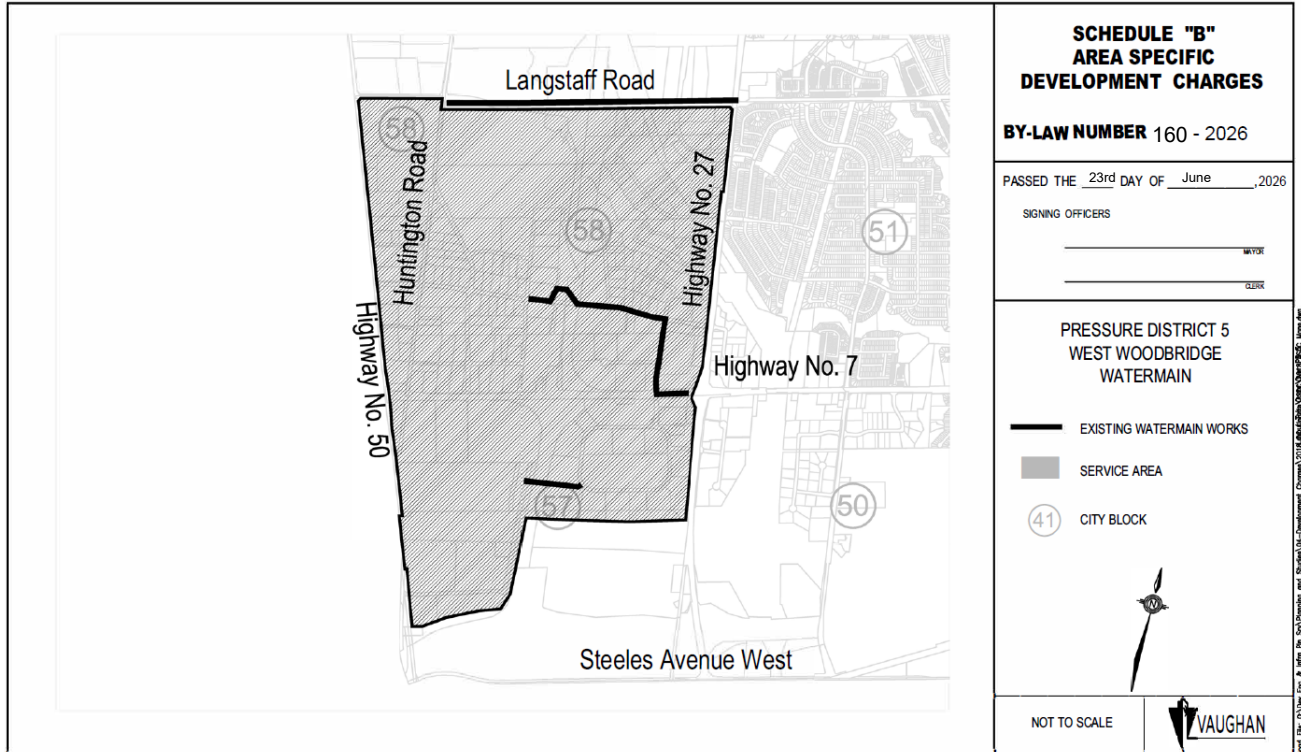 Langstaff Road
58
Huntington Road
Highway No. 27
58
51
Highway No. 50
Highway No. 7
57
50
Steeles Avenue West
SCHEDULE "B"
AREA SPECIFIC
DEVELOPMENT CHARGES
BY-LAW NUMBER 160 - 2026
PASSED THE 23rd DAY OF June ,2026
SIGNING OFFICERS
MAYOR
CLERK
PRESSURE DISTRICT 5
WEST WOODBRIDGE
WATERMAIN
EXISTING WATERMAIN WORKS
SERVICE AREA
41 CITY BLOCK
N
NOT TO SCALE
VAUGHAN